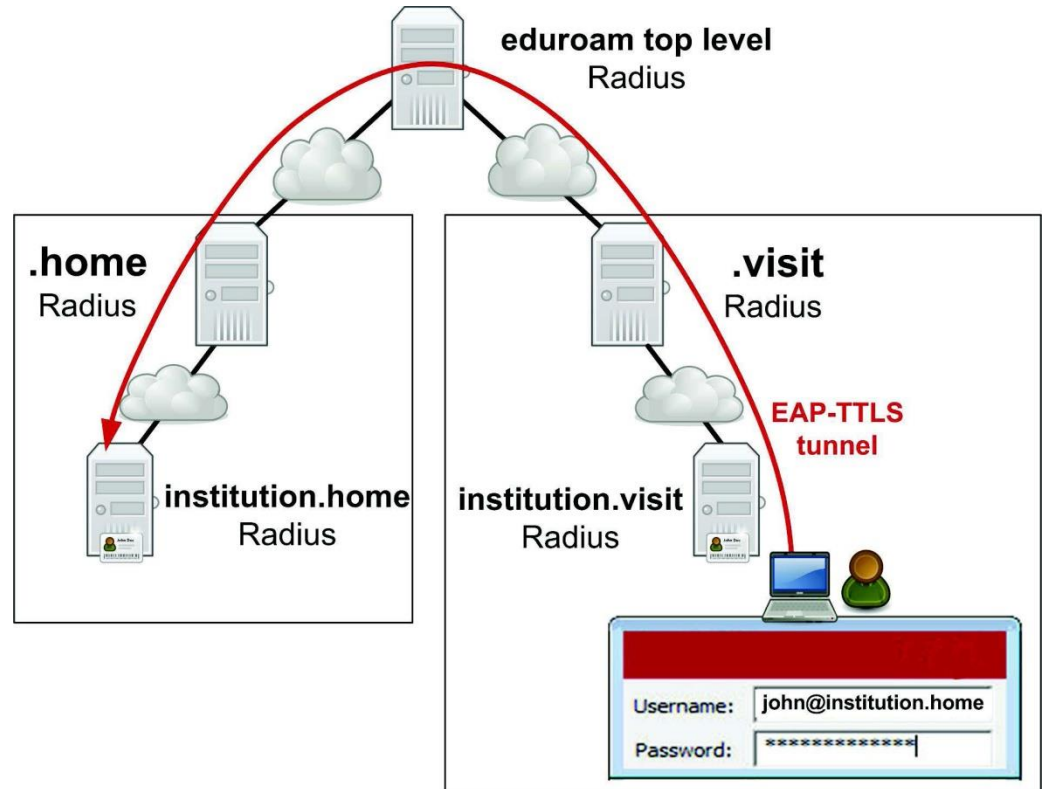 eduroam top level
Radius
.home
Radius
.visit
Radius
EAP-TTLS
tunnel
institution.home
Radius
institution.visit
Radius
Username: john@institution.home
Password: *************